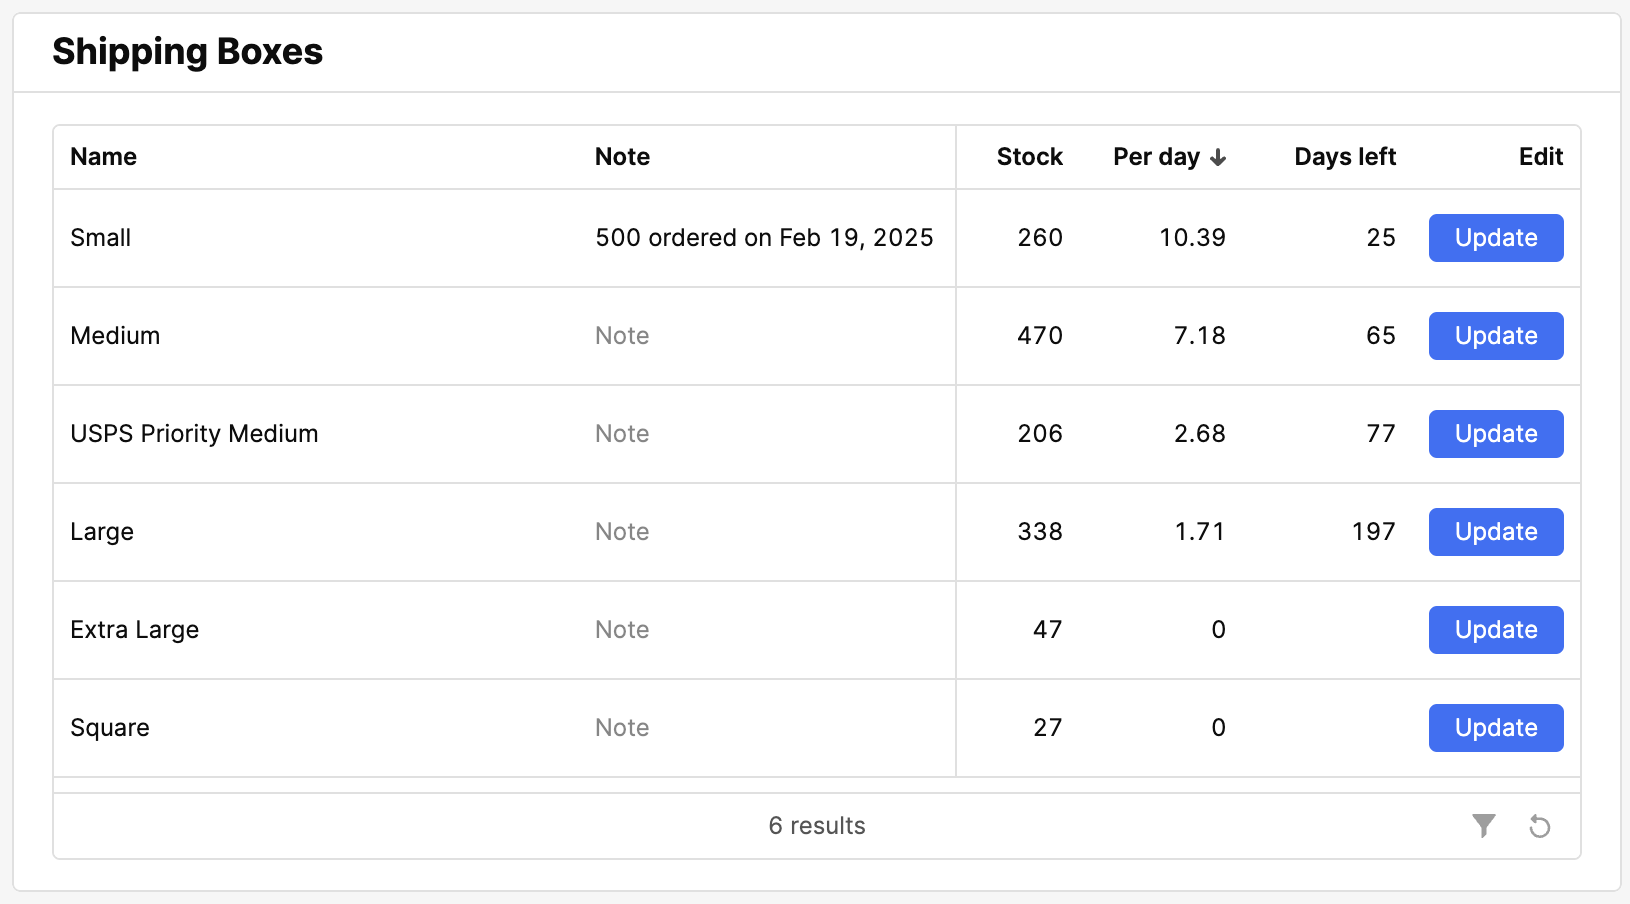 Shipping Boxes
Name Note Stock Per day Days left Edit
Small 500 ordered on Feb 19, 2025 260 10.39 25 Update
Medium Note 470 7.18 65 Update
USPS Priority Medium Note 206 2.68 77 Update
Large Note 338 1.71 197 Update
Extra Large Note 47 0 Update
Square Note 27 0 Update
6 results